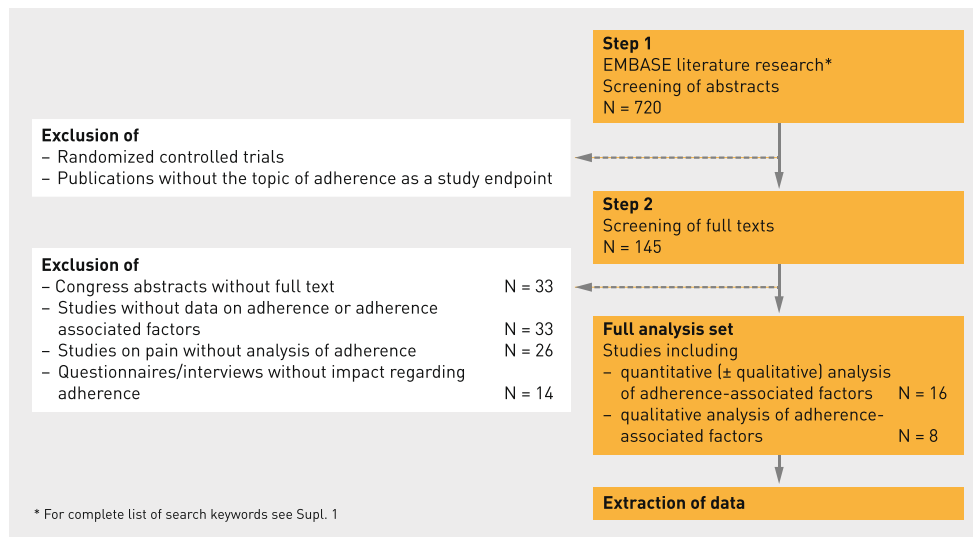 Step 1
EMBASE literature research*
Screening of abstracts
N = 720
Exclusion of
– Randomized controlled trials
– Publications without the topic of adherence as a study endpoint
Step 2
Screening of full texts
N = 145
Exclusion of
– Congress abstracts without full text N = 33
– Studies without data on adherence or adherence
associated factors N = 33
– Studies on pain without analysis of adherence N = 26
– Questionnaires/interviews without impact regarding
adherence N = 14
Full analysis set
Studies including
– quantitative (± qualitative) analysis
of adherence-associated factors N = 16
– qualitative analysis of adherence-
associated factors N = 8
Extraction of data
* For complete list of search keywords see Supl. 1